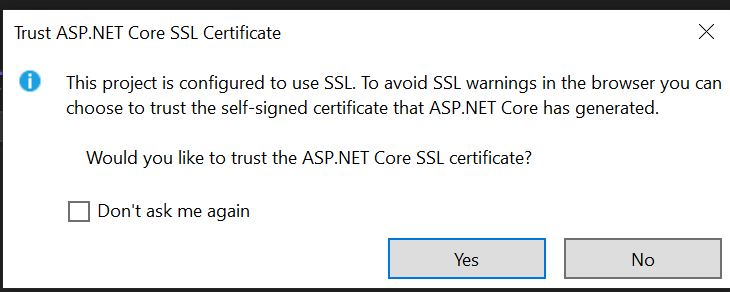 Trust ASP.NET Core SSL Certificate
This project is configured to use SSL. To avoid SSL warnings in the browser you can
choose to trust the self-signed certificate that ASP.NET Core has generated.
Would you like to trust the ASP.NET Core SSL certificate?
Don't ask me again
Yes
No